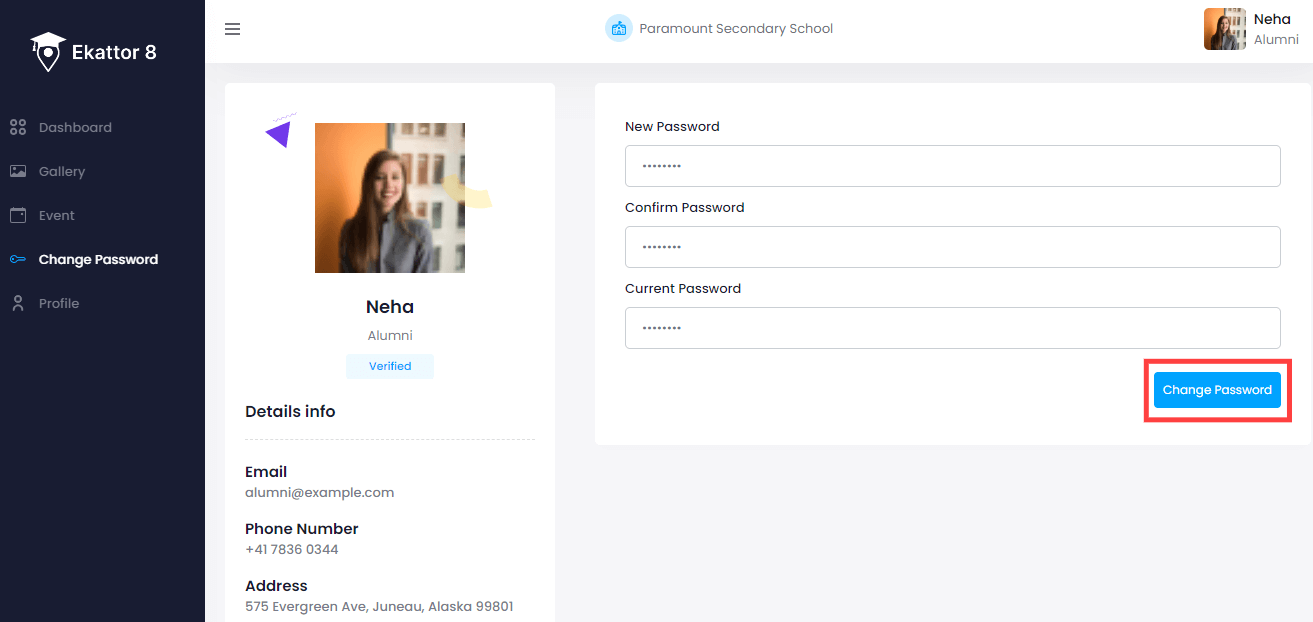 Ekattor 8
Dashboard
Gallery
Event
Change Password
Profile
Paramount Secondary School
Neha
Alumni
Neha
Alumni
Verified
Details info
Email
alumni@example.com
Phone Number
+41 7836 0344
Address
575 Evergreen Ave, Juneau, Alaska 99801
New Password
••••••••
Confirm Password
••••••••
Current Password
••••••••
Change Password